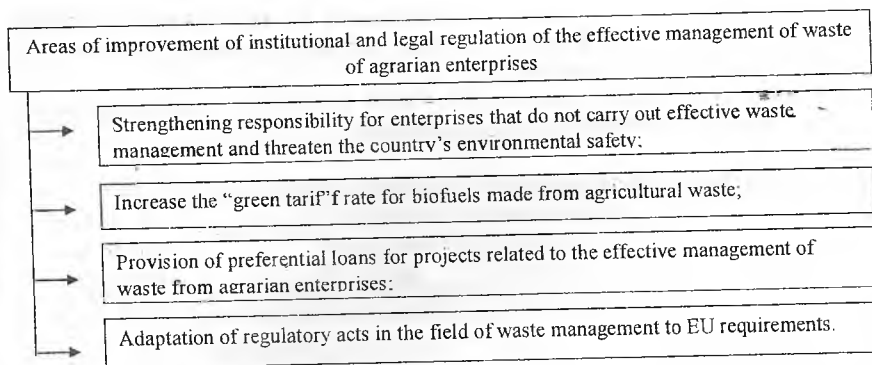 Areas of improvement of institutional and legal regulation of the effective management of waste
of agrarian enterprises
Strengthening responsibility for enterprises that do not carry out effective waste
management and threaten the country's environmental safety;
Increase the "green tarif"f rate for biofuels made from agricultural waste;
Provision of preferential loans for projects related to the effective management of
waste from agrarian enterprises;
Adaptation of regulatory acts in the field of waste management to EU requirements.